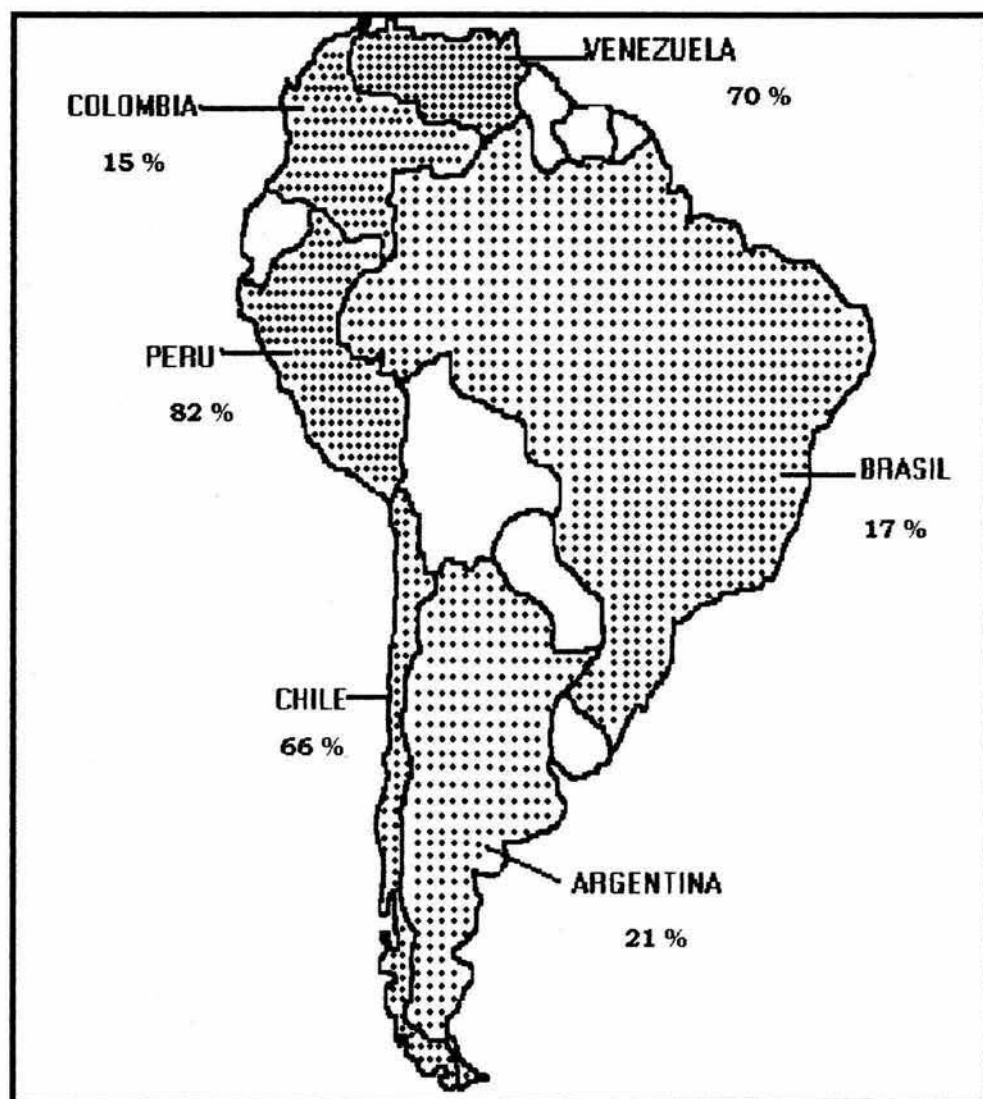 VENEZUELA
70 %
COLOMBIA
15 %
PERU
82 %
BRASIL
17 %
CHILE
66 %
ARGENTINA
21 %